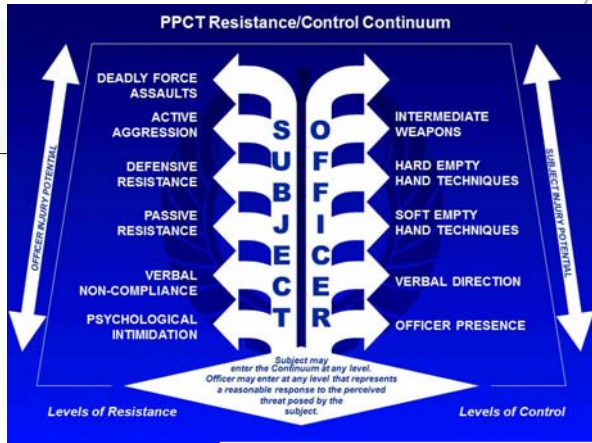 PPCT Resistance/Control Continuum
DEADLY FORCE
ASSAULTS
ACTIVE
AGGRESSION
DEFENSIVE
RESISTANCE
PASSIVE
RESISTANCE
VERBAL
NON-COMPLIANCE
PSYCHOLOGICAL
INTIMIDATION
OFFICER INJURY POTENTIAL
SUBJECT
OFFICER
INTERMEDIATE
WEAPONS
HARD EMPTY
HAND TECHNIQUES
SOFT EMPTY
HAND TECHNIQUES
VERBAL DIRECTION
OFFICER PRESENCE
SUBJECT INJURY POTENTIAL
Subject may
enter the Continuum at any level.
Officer may enter at any level that represents
a reasonable response to the perceived
threat posed by the
subject.
Levels of Resistance
Levels of Control